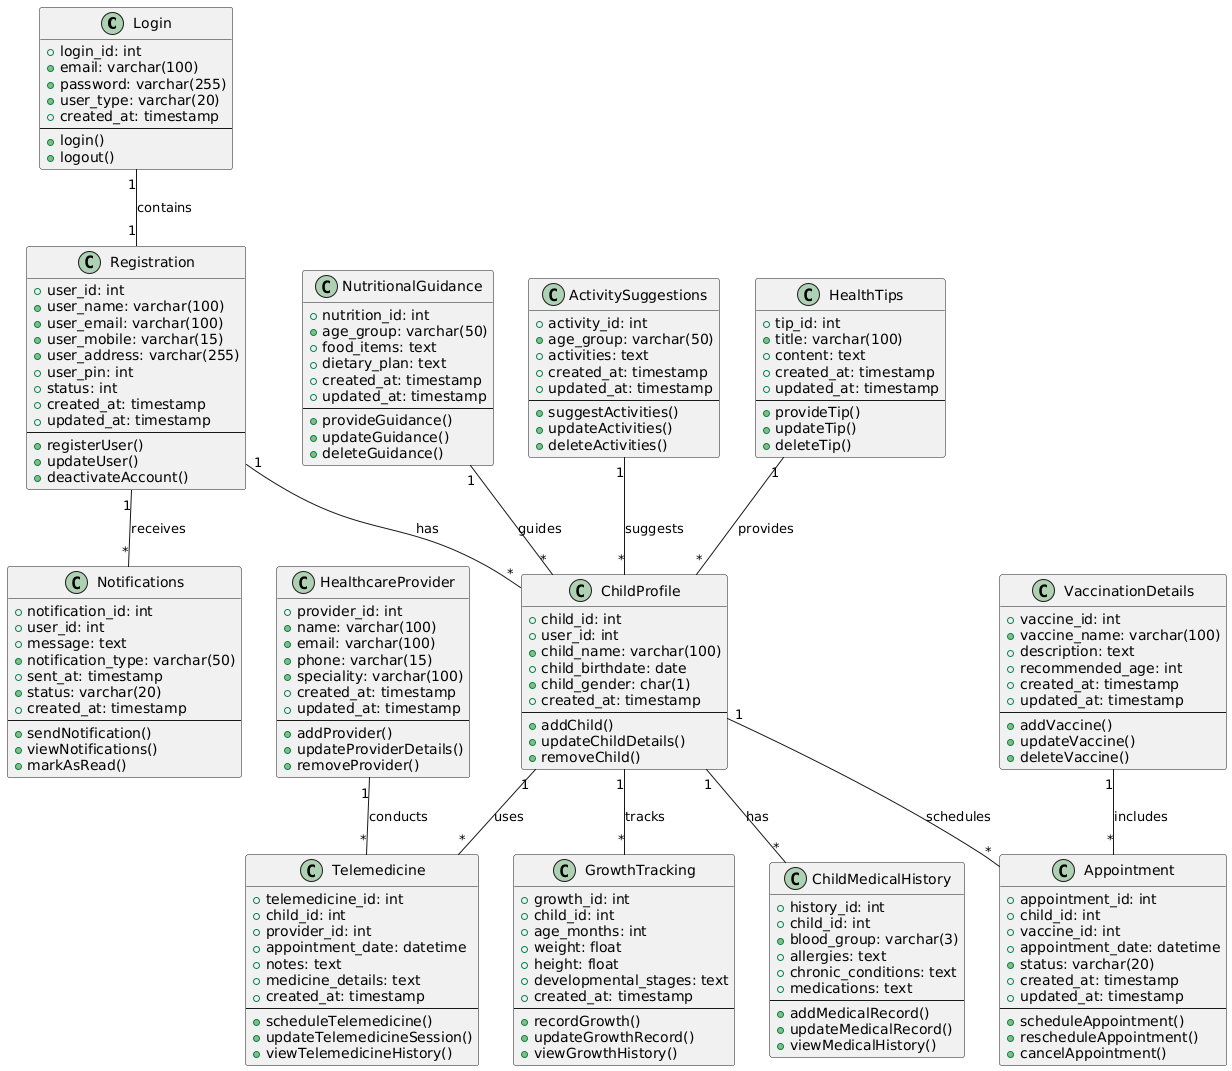 C Login
login_id: int
email: varchar(100)
password: varchar(255)
user_type: varchar(20)
created_at: timestamp
login()
logout()
1
contains
1
C Registration
user_id: int
user_name: varchar(100)
user_email: varchar(100)
user_mobile: varchar(15)
user_address: varchar(255)
user_pin: int
status: int
created_at: timestamp
updated_at: timestamp
registerUser()
updateUser()
deactivateAccount()
C NutritionalGuidance
nutrition_id: int
age_group: varchar(50)
food_items: text
dietary_plan: text
created_at: timestamp
updated_at: timestamp
provideGuidance()
updateGuidance()
deleteGuidance()
C ActivitySuggestions
activity_id: int
age_group: varchar(50)
activities: text
created_at: timestamp
updated_at: timestamp
suggestActivities()
updateActivities()
deleteActivities()
C HealthTips
tip_id: int
title: varchar(100)
content: text
created_at: timestamp
updated_at: timestamp
provideTip()
updateTip()
deleteTip()
1
receives
*
1
has
*
1
guides
*
1
suggests
*
1
provides
*
C Notifications
notification_id: int
user_id: int
message: text
notification_type: varchar(50)
sent_at: timestamp
status: varchar(20)
created_at: timestamp
sendNotification()
viewNotifications()
markAsRead()
C HealthcareProvider
provider_id: int
name: varchar(100)
email: varchar(100)
phone: varchar(15)
speciality: varchar(100)
created_at: timestamp
updated_at: timestamp
addProvider()
updateProviderDetails()
removeProvider()
C ChildProfile
child_id: int
user_id: int
child_name: varchar(100)
child_birthdate: date
child_gender: char(1)
created_at: timestamp
addChild()
updateChildDetails()
removeChild()
C VaccinationDetails
vaccine_id: int
vaccine_name: varchar(100)
description: text
recommended_age: int
created_at: timestamp
updated_at: timestamp
addVaccine()
updateVaccine()
deleteVaccine()
1
conducts
*
1
uses
*
1
tracks
*
1
has
*
1
schedules
*
1
includes
*
C Telemedicine
telemedicine_id: int
child_id: int
provider_id: int
appointment_date: datetime
notes: text
medicine_details: text
created_at: timestamp
scheduleTelemedicine()
updateTelemedicineSession()
viewTelemedicineHistory()
C GrowthTracking
growth_id: int
child_id: int
age_months: int
weight: float
height: float
developmental_stages: text
created_at: timestamp
recordGrowth()
updateGrowthRecord()
viewGrowthHistory()
C ChildMedicalHistory
history_id: int
child_id: int
blood_group: varchar(3)
allergies: text
chronic_conditions: text
medications: text
addMedicalRecord()
updateMedicalRecord()
viewMedicalHistory()
C Appointment
appointment_id: int
child_id: int
vaccine_id: int
appointment_date: datetime
status: varchar(20)
created_at: timestamp
updated_at: timestamp
scheduleAppointment()
rescheduleAppointment()
cancelAppointment()